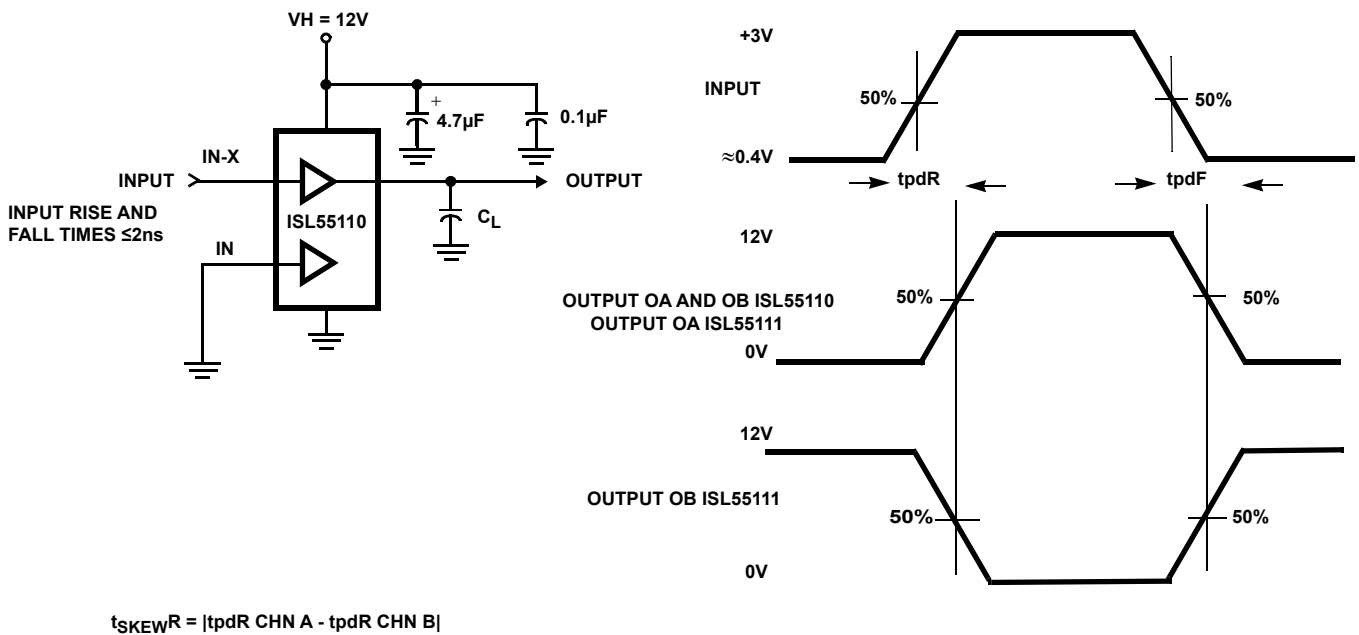 VH = 12V
+
4.7µF
0.1µF
IN-X
INPUT
OUTPUT
INPUT RISE AND
FALL TIMES ≤2ns
ISL55110
CL
IN
+3V
INPUT
50%
50%
≈0.4V
tpdR
tpdF
12V
50%
50%
OUTPUT OA AND OB ISL55110
OUTPUT OA ISL55111
0V
12V
OUTPUT OB ISL55111
50%
50%
0V
tSKEWR = |tpdR CHN A - tpdR CHN B|